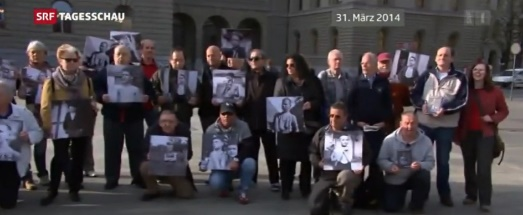 SRF TAGESSCHAU
31. März 2014